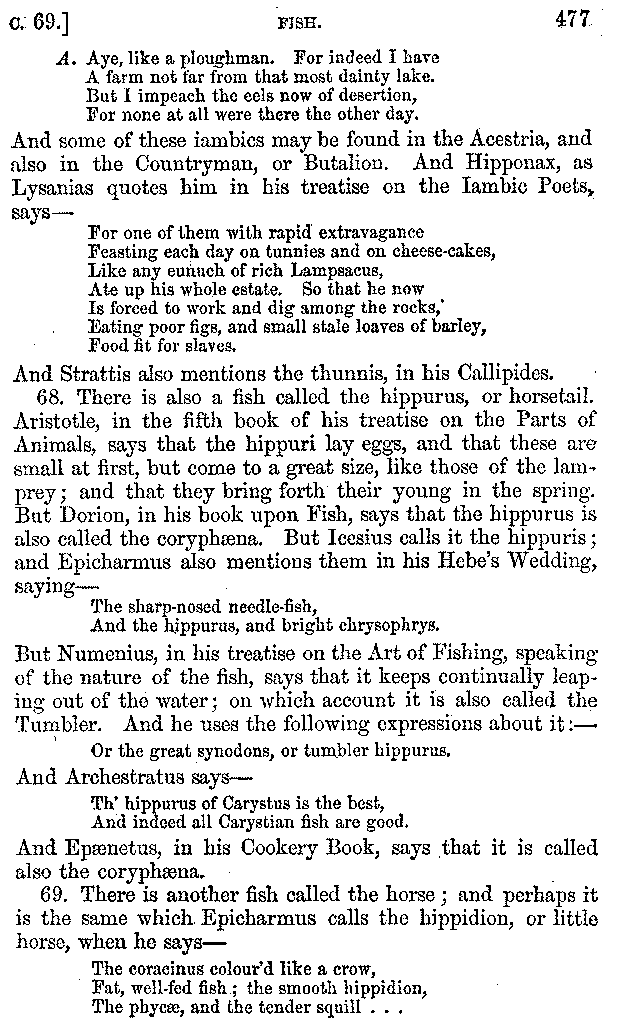 C. 69.] FISH. 477
A. Aye, like a ploughman. For indeed I have
A farm not far from that most dainty lake.
But I impeach the eels now of desertion,
For none at all were there the other day.
And some of these iambics may be found in the Acestria, and
also in the Countryman, or Butalion. And Hipponax, as
Lysanias quotes him in his treatise on the Iambic Poets,
says—
For one of them with rapid extravagance
Feasting each day on tunnies and on cheese-cakes,
Like any eunuch of rich Lampsacus,
Ate up his whole estate. So that he now
Is forced to work and dig among the rocks,
Eating poor figs, and small stale loaves of barley,
Food fit for slaves.
And Strattis also mentions the thunnis, in his Callipides.
68. There is also a fish called the hippurus, or horsetail.
Aristotle, in the fifth book of his treatise on the Parts of
Animals, says that the hippuri lay eggs, and that these are
small at first, but come to a great size, like those of the lam-
prey; and that they bring forth their young in the spring.
But Dorion, in his book upon Fish, says that the hippurus is
also called the coryphæna. But Icesius calls it the hippuris;
and Epicharmus also mentions them in his Hebe's Wedding,
saying—
The sharp-nosed needle-fish,
And the hippurus, and bright chrysophrys.
But Numenius, in his treatise on the Art of Fishing, speaking
of the nature of the fish, says that it keeps continually leap-
ing out of the water; on which account it is also called the
Tumbler. And he uses the following expressions about it:—
Or the great synodons, or tumbler hippurus.
And Archestratus says—
Th' hippurus of Carystus is the best,
And indeed all Carystian fish are good.
And Epænetus, in his Cookery Book, says that it is called
also the coryphæna.
69. There is another fish called the horse; and perhaps it
is the same which Epicharmus calls the hippidion, or little
horse, when he says—
The coracinus colour'd like a crow,
Fat, well-fed fish; the smooth hippidion,
The phycæ, and the tender squill . . .